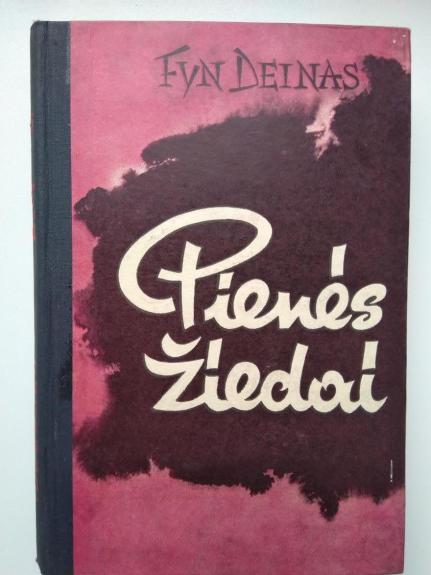 FYN DEINAS
Pienės
žiedai